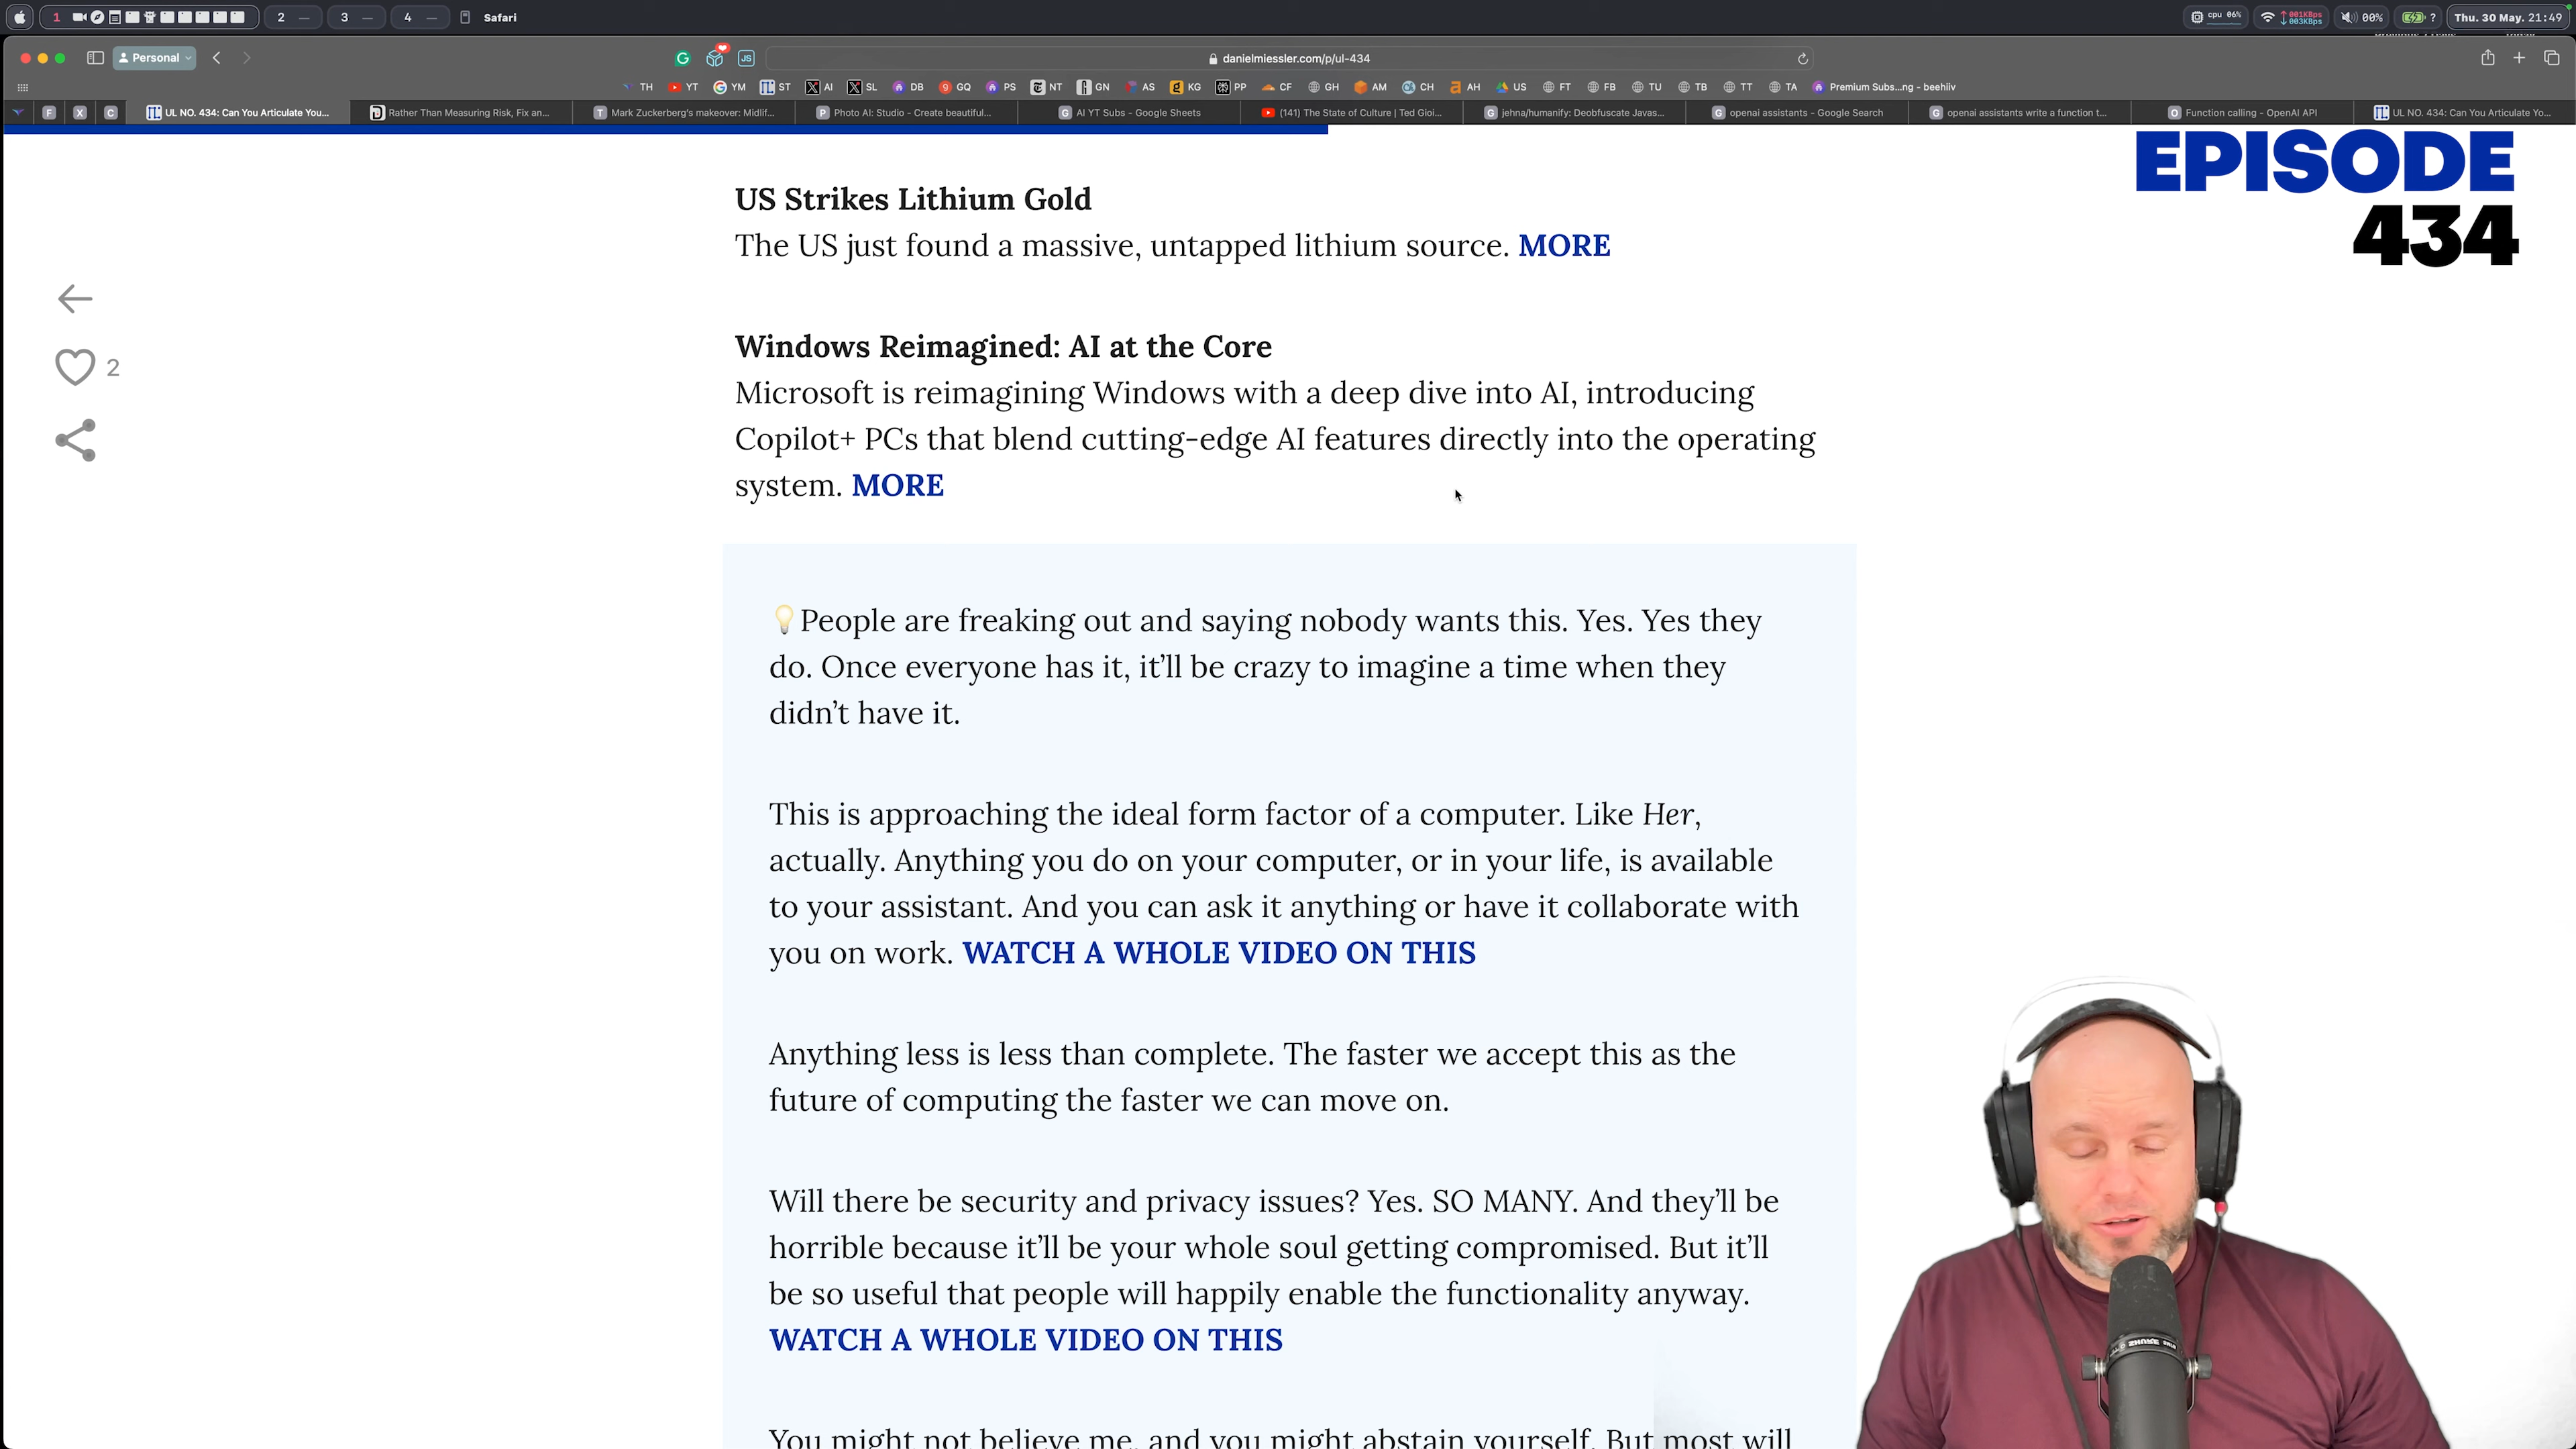 1
2
3
4
Safari
cpu 06%
001KBps
003KBps
00%
?
Thu. 30 May. 21:49
Personal
danielmiessler.com/p/ul-434
TH YT YM ST AI SL DB GQ PS NT GN AS KG PP CF GH AM CH AH US FT FB TU TB TT TA Premium Subs...ng - beehiiv
UL NO. 434: Can You Articulate You...
Rather Than Measuring Risk, Fix an...
Mark Zuckerberg's makeover: Midlif...
Photo AI: Studio - Create beautiful...
AI YT Subs - Google Sheets
(141) The State of Culture | Ted Gioi...
jehna/humanify: Deobfuscate Javas...
openai assistants - Google Search
openai assistants write a function t...
Function calling - OpenAI API
UL NO. 434: Can You Articulate Yo...
EPISODE
434
US Strikes Lithium Gold
The US just found a massive, untapped lithium source. MORE
2
Windows Reimagined: AI at the Core
Microsoft is reimagining Windows with a deep dive into AI, introducing
Copilot+ PCs that blend cutting-edge AI features directly into the operating
system. MORE
💡People are freaking out and saying nobody wants this. Yes. Yes they
do. Once everyone has it, it’ll be crazy to imagine a time when they
didn’t have it.
This is approaching the ideal form factor of a computer. Like Her,
actually. Anything you do on your computer, or in your life, is available
to your assistant. And you can ask it anything or have it collaborate with
you on work. WATCH A WHOLE VIDEO ON THIS
Anything less is less than complete. The faster we accept this as the
future of computing the faster we can move on.
Will there be security and privacy issues? Yes. SO MANY. And they’ll be
horrible because it’ll be your whole soul getting compromised. But it’ll
be so useful that people will happily enable the functionality anyway.
WATCH A WHOLE VIDEO ON THIS
You might not believe me, and you might abstain yourself. But most will
SHURE